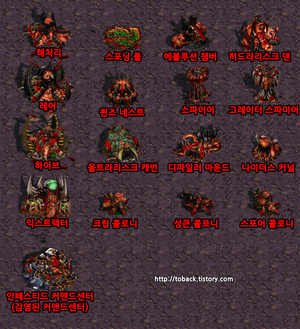 해처리
스포닝 풀
에볼루션 챔버
히드라리스크 덴
레어
퀸즈 네스트
스파이어
그레이터 스파이어
하이브
울트라리스크 캐번
디파일러 마운드
나이더스 커널
익스트랙터
크립 콜로니
성큰 콜로니
스포어 콜로니
인페스티드 커맨드센터
(감염된 커맨드센터)
http://toback.tistory.com